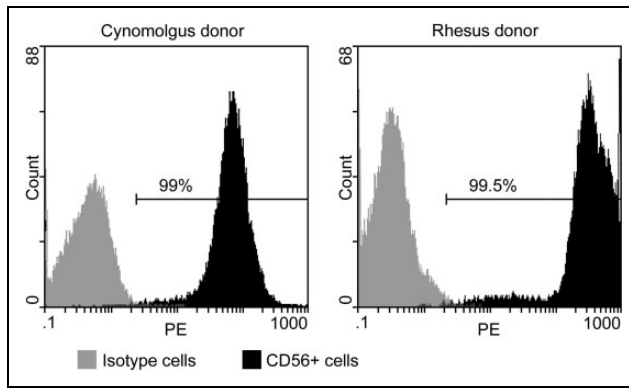 Cynomolgus donor
88
Count
0
99%
.1
1000
PE
Rhesus donor
68
Count
0
99.5%
.1
1000
PE
Isotype cells
CD56+ cells